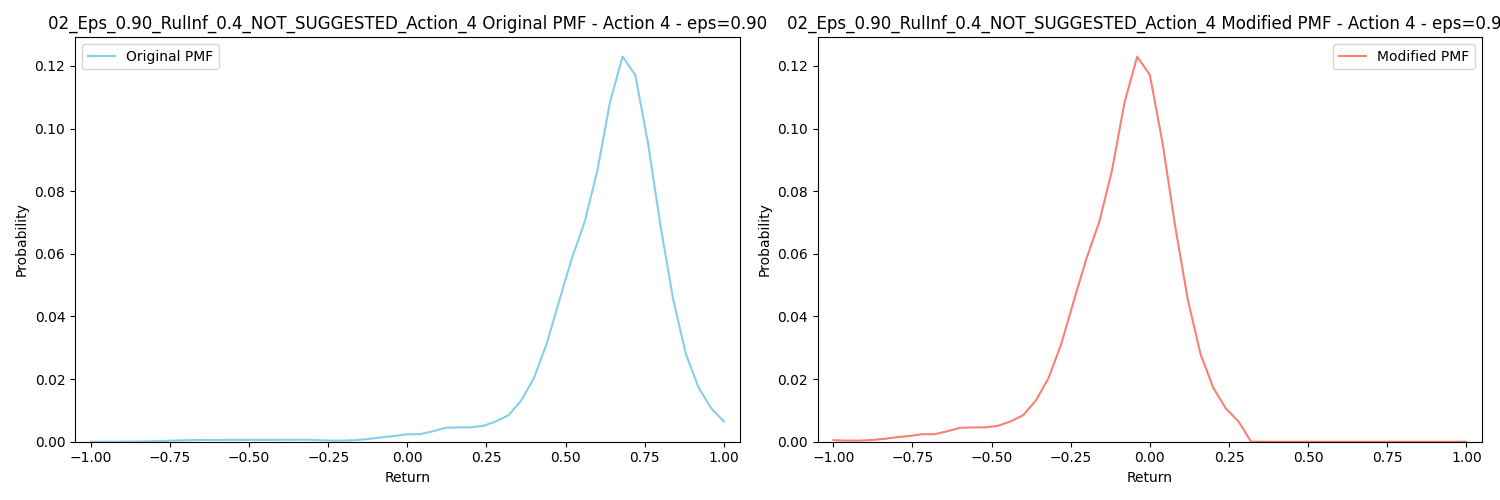 02_Eps_0.90_RulInf_0.4_NOT_SUGGESTED_Action_4 Original PMF - Action 4 - eps=0.90
Original PMF
Probability
0.12
0.10
0.08
0.06
0.04
0.02
0.00
−1.00 −0.75 −0.50 −0.25 0.00 0.25 0.50 0.75 1.00
Return
02_Eps_0.90_RulInf_0.4_NOT_SUGGESTED_Action_4 Modified PMF - Action 4 - eps=0.9
Modified PMF
Probability
0.12
0.10
0.08
0.06
0.04
0.02
0.00
−1.00 −0.75 −0.50 −0.25 0.00 0.25 0.50 0.75 1.00
Return